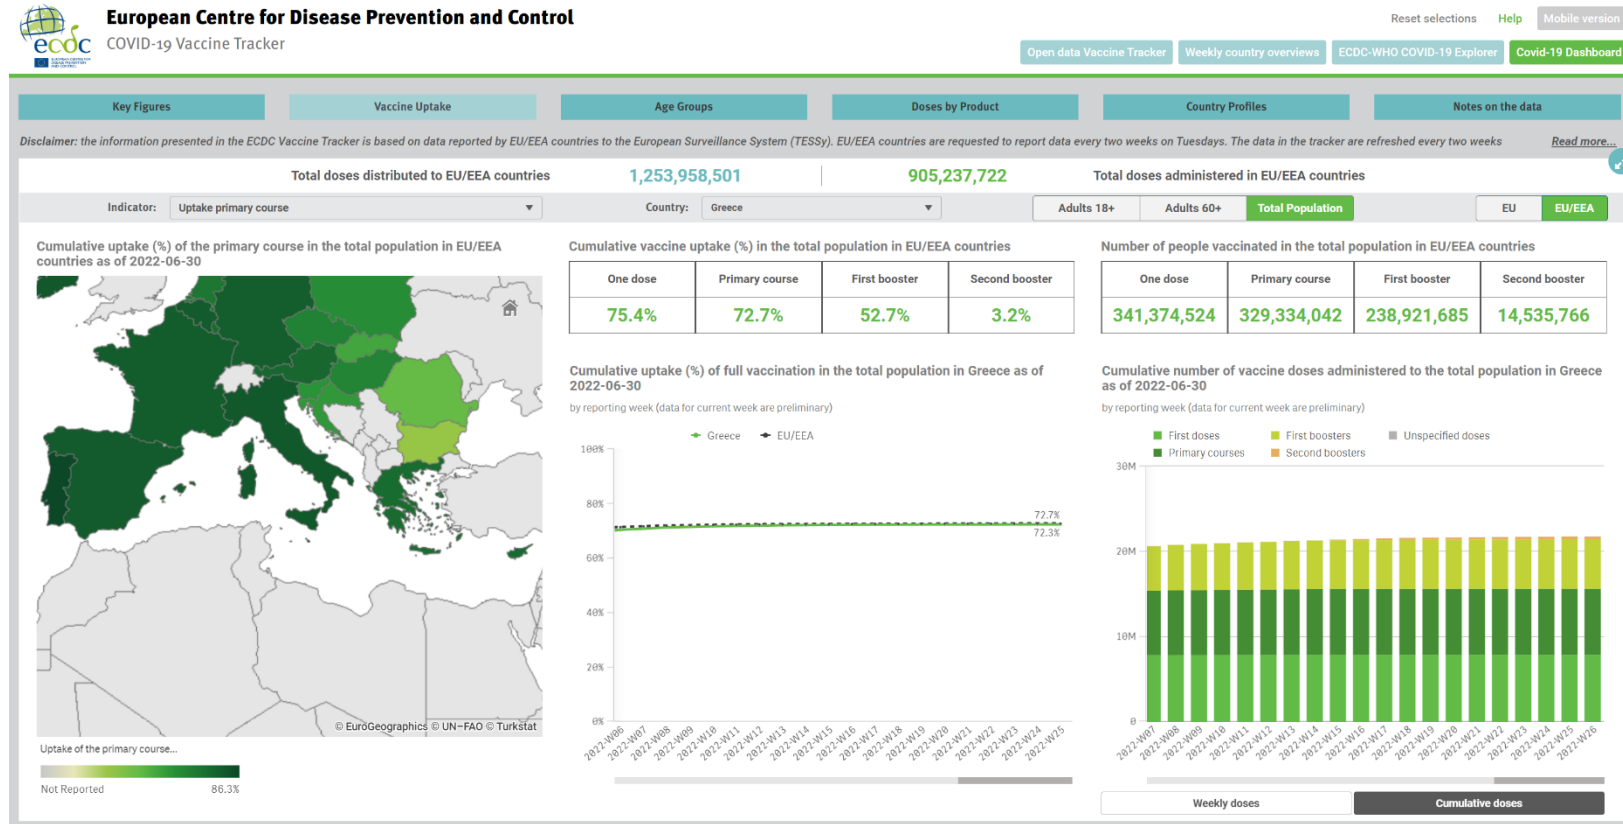 European Centre for Disease Prevention and Control
COVID-19 Vaccine Tracker
ecdc
Reset selections Help Mobile version
Open data Vaccine Tracker Weekly country overviews ECDC-WHO COVID-19 Explorer Covid-19 Dashboard
Key Figures Vaccine Uptake Age Groups Doses by Product Country Profiles Notes on the data
Disclaimer: the information presented in the ECDC Vaccine Tracker is based on data reported by EU/EEA countries to the European Surveillance System (TESSy). EU/EEA countries are requested to report data every two weeks on Tuesdays. The data in the tracker are refreshed every two weeks Read more...
Total doses distributed to EU/EEA countries 1,253,958,501 905,237,722 Total doses administered in EU/EEA countries
Indicator: Uptake primary course Country: Greece Adults 18+ Adults 60+ Total Population EU EU/EEA
Cumulative uptake (%) of the primary course in the total population in EU/EEA
countries as of 2022-06-30
© EuroGeographics © UN-FAO © Turkstat
Uptake of the primary course...
Not Reported 86.3%
Cumulative vaccine uptake (%) in the total population in EU/EEA countries
One dose Primary course First booster Second booster
75.4% 72.7% 52.7% 3.2%
Cumulative uptake (%) of full vaccination in the total population in Greece as of
2022-06-30
by reporting week (data for current week are preliminary)
Greece EU/EEA
100%
80%
72.7%
72.3%
60%
40%
20%
0%
2022-W06 2022-W07 2022-W08 2022-W09 2022-W10 2022-W11 2022-W12 2022-W13 2022-W14 2022-W15 2022-W16 2022-W17 2022-W18 2022-W19 2022-W20 2022-W21 2022-W22 2022-W23 2022-W24 2022-W25
Number of people vaccinated in the total population in EU/EEA countries
One dose Primary course First booster Second booster
341,374,524 329,334,042 238,921,685 14,535,766
Cumulative number of vaccine doses administered to the total population in Greece
as of 2022-06-30
by reporting week (data for current week are preliminary)
First doses First boosters Unspecified doses
Primary courses Second boosters
30M
20M
10M
0
2022-W07 2022-W08 2022-W09 2022-W10 2022-W11 2022-W12 2022-W13 2022-W14 2022-W15 2022-W16 2022-W17 2022-W18 2022-W19 2022-W20 2022-W21 2022-W22 2022-W23 2022-W24 2022-W25 2022-W26
Weekly doses Cumulative doses